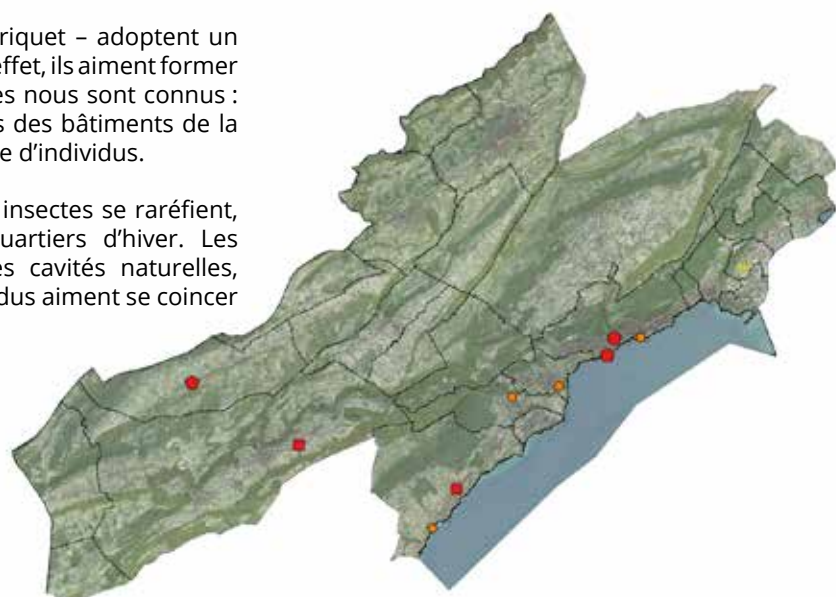 riquet – adoptent un
effet, ils aiment former
es nous sont connus :
s des bâtiments de la
e d’individus.
insectes se raréfient,
uartiers d’hiver. Les
es cavités naturelles,
dus aiment se coincer